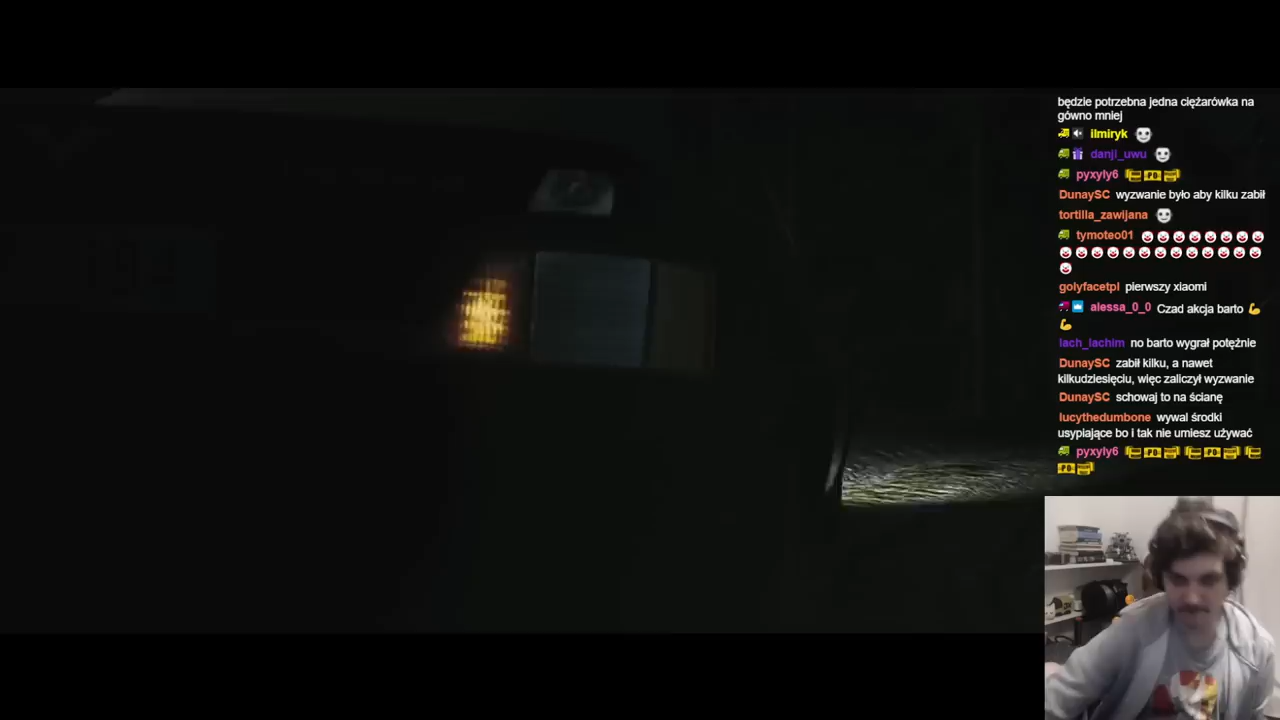 będzie potrzebna jedna ciężarówka na
gówno mniej
ilmiryk
danji_uwu
pyxyly6
DunaySC wyzwanie było aby kilku zabił
tortilla_zawijana
tymoteo01
golyfacetpl pierwszy xiaomi
alessa_0_0 Czad akcja barto
lach_lachim no barto wygrał potężnie
DunaySC zabił kilku, a nawet
kilkudziesięciu, więc zaliczył wyzwanie
DunaySC schowaj to na ścianę
lucythedumbone wywal środki
usypiające bo i tak nie umiesz używać
pyxyly6